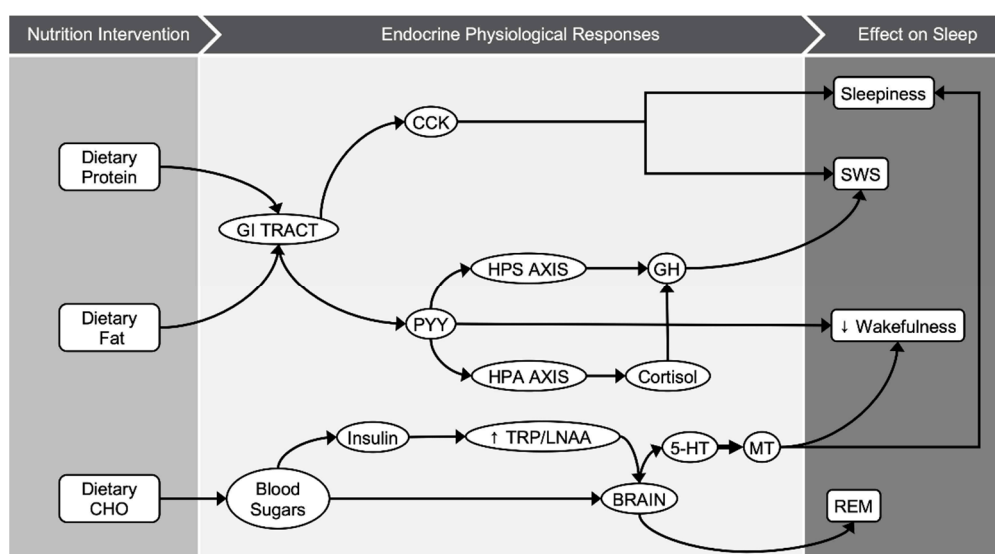 Nutrition Intervention
Endocrine Physiological Responses
Effect on Sleep
Sleepiness
CCK
Dietary
Protein
SWS
GI TRACT
HPS AXIS
GH
Dietary
Fat
PYY
↓ Wakefulness
HPA AXIS
Cortisol
Insulin
↑ TRP/LNAA
5-HT
MT
Dietary
CHO
Blood
Sugars
BRAIN
REM